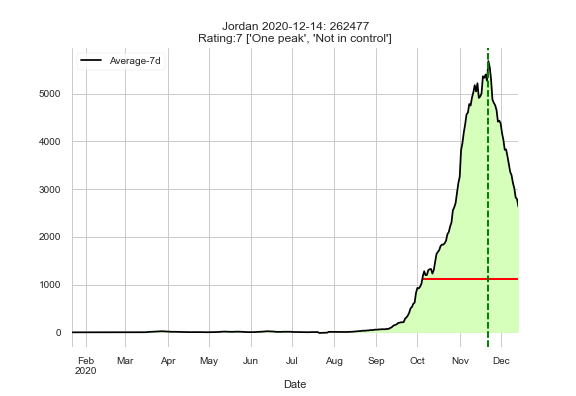 Jordan 2020-12-14: 262477
Rating:7 ['One peak', 'Not in control']
Average-7d
5000
4000
3000
2000
1000
0
Feb Mar Apr May Jun Jul Aug Sep Oct Nov Dec
2020
Date